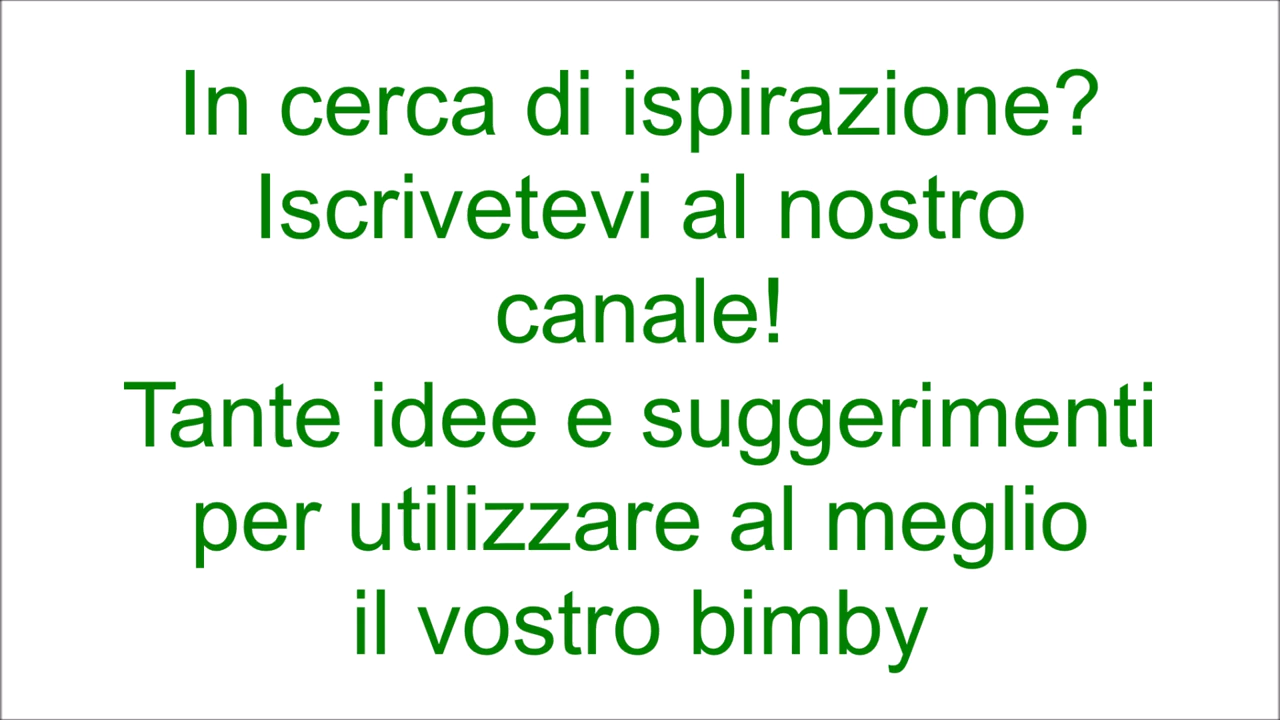 In cerca di ispirazione?
Iscrivetevi al nostro
canale!
Tante idee e suggerimenti
per utilizzare al meglio
il vostro bimby